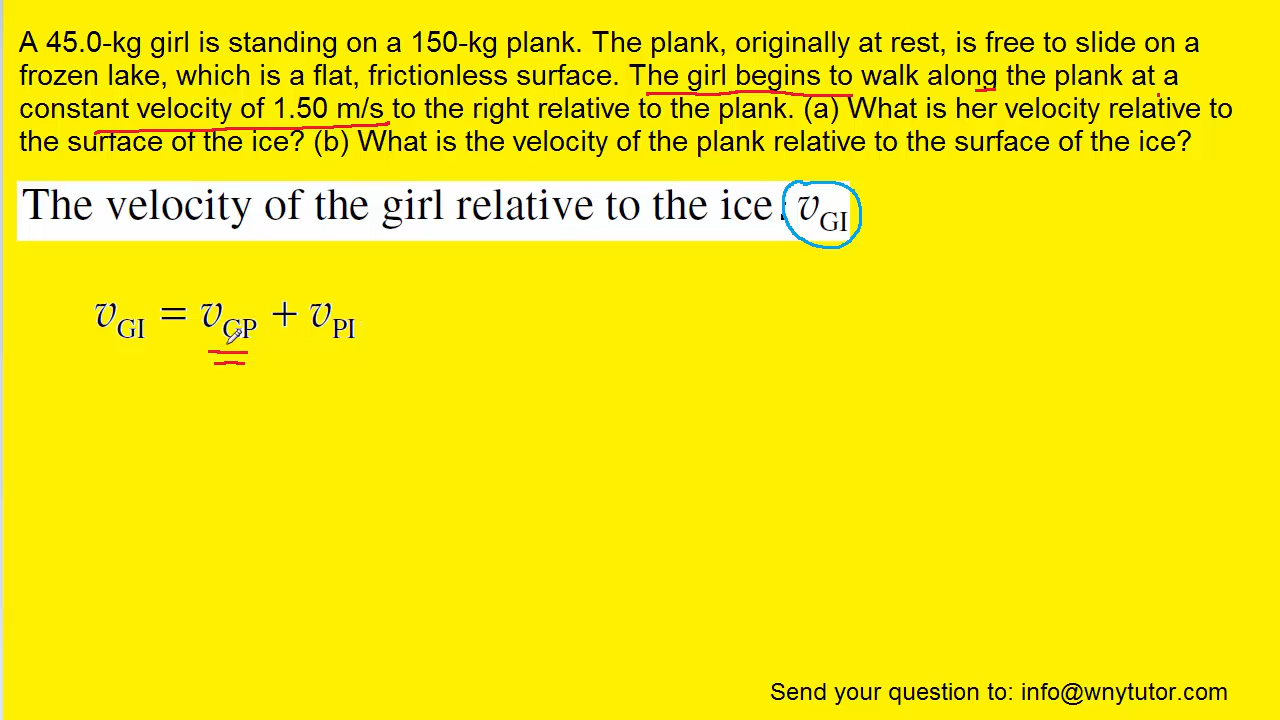 A 45.0-kg girl is standing on a 150-kg plank. The plank, originally at rest, is free to slide on a
frozen lake, which is a flat, frictionless surface. The girl begins to walk along the plank at a
constant velocity of 1.50 m/s to the right relative to the plank. (a) What is her velocity relative to
the surface of the ice? (b) What is the velocity of the plank relative to the surface of the ice?
The velocity of the girl relative to the ice: v_GI
v_GI = v_GP + v_PI
Send your question to: info@wnytutor.com